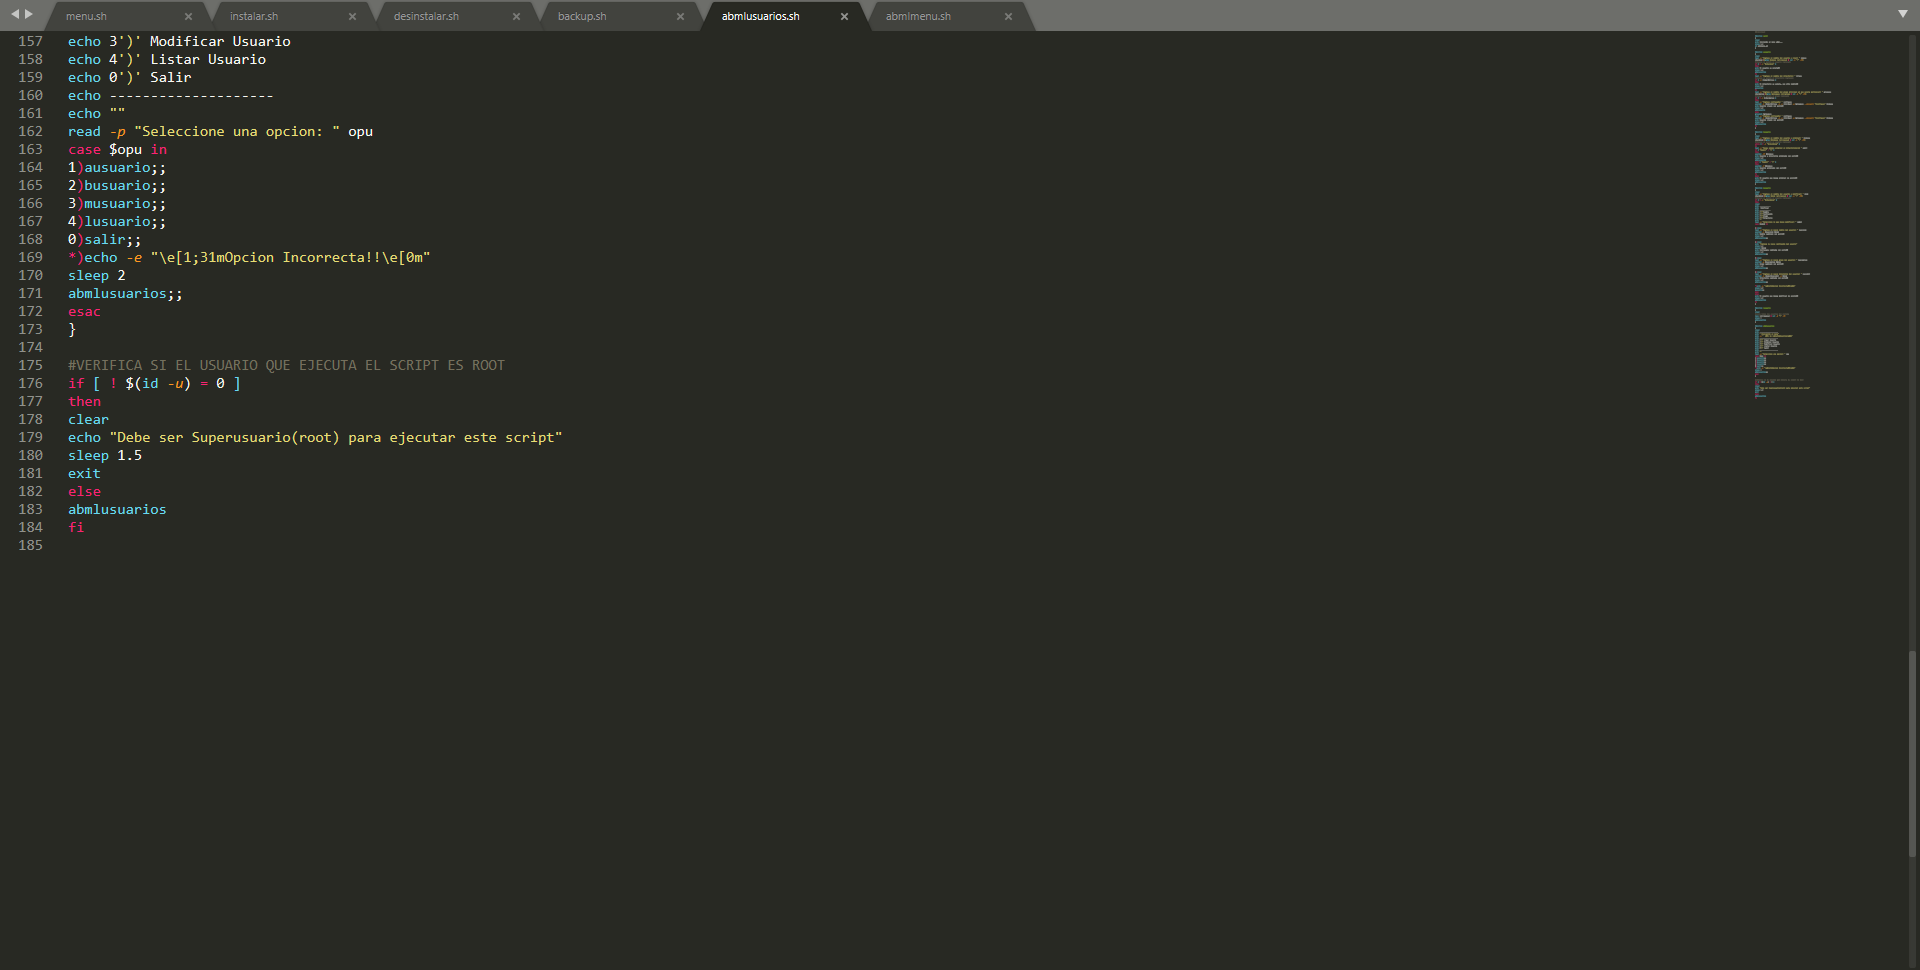 menu.sh × instalar.sh × desinstalar.sh × backup.sh × abmlusuarios.sh × abmlmenu.sh ×
157 echo 3')' Modificar Usuario
158 echo 4')' Listar Usuario
159 echo 0')' Salir
160 echo --------------------
161 echo ""
162 read -p "Seleccione una opcion: " opu
163 case $opu in
164 1)ausuario;;
165 2)busuario;;
166 3)musuario;;
167 4)lusuario;;
168 0)salir;;
169 *)echo -e "\e[1;31mOpcion Incorrecta!!\e[0m"
170 sleep 2
171 abmlusuarios;;
172 esac
173 }
174
175 #VERIFICA SI EL USUARIO QUE EJECUTA EL SCRIPT ES ROOT
176 if [ ! $(id -u) = 0 ]
177 then
178 clear
179 echo "Debe ser Superusuario(root) para ejecutar este script"
180 sleep 1.5
181 exit
182 else
183 abmlusuarios
184 fi
185